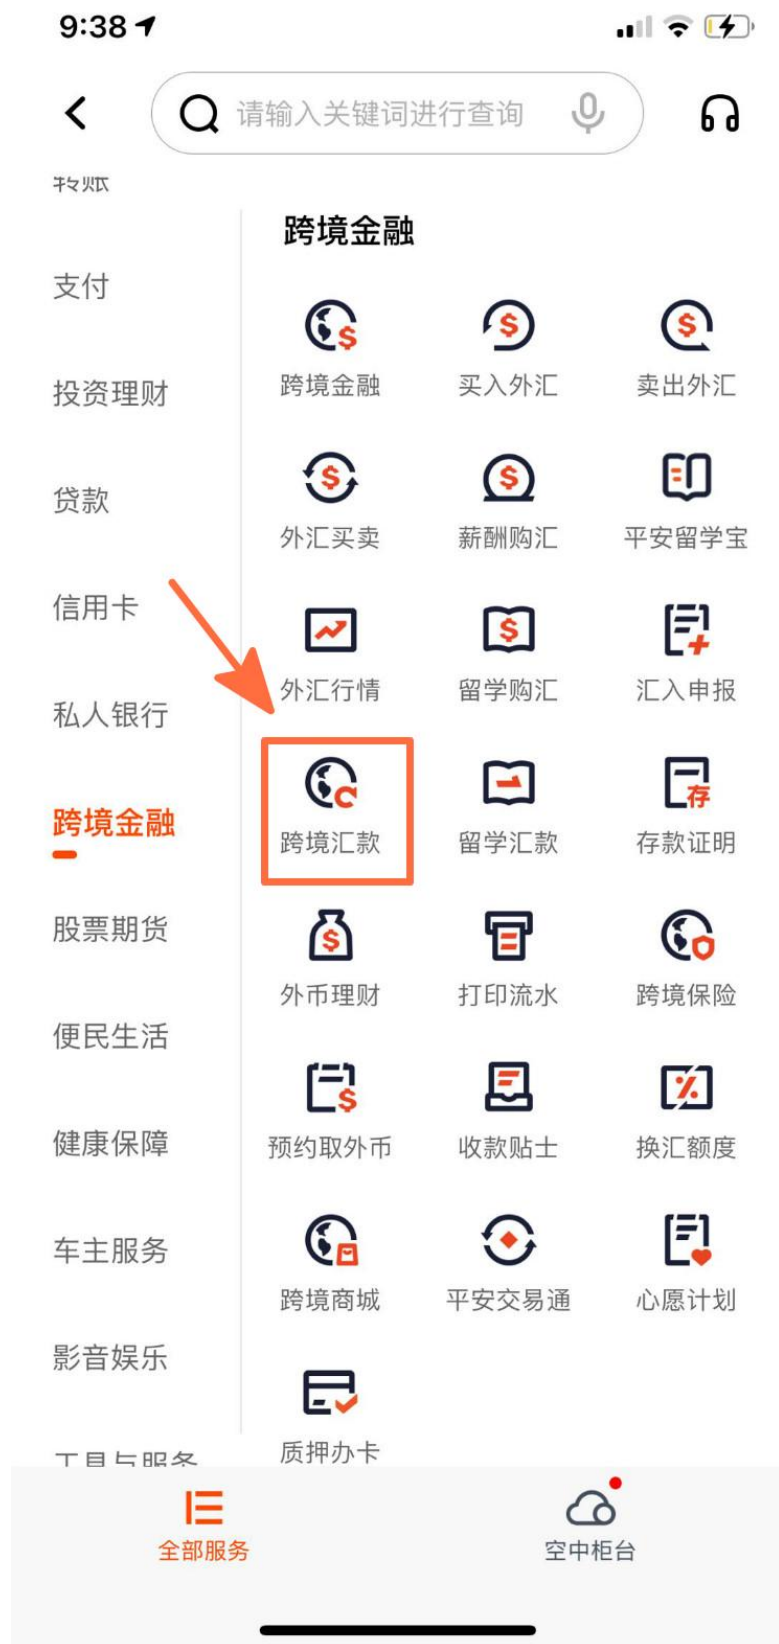 9:38
请输入关键词进行查询
转账
支付
投资理财
贷款
信用卡
私人银行
跨境金融
股票期货
便民生活
健康保障
车主服务
影音娱乐
工具与服务
跨境金融
跨境金融 买入外汇 卖出外汇
外汇买卖 薪酬购汇 平安留学宝
外汇行情 留学购汇 汇入申报
存
跨境汇款 留学汇款 存款证明
外币理财 打印流水 跨境保险
预约取外币 收款贴士 换汇额度
跨境商城 平安交易通 心愿计划
质押办卡
全部服务 空中柜台